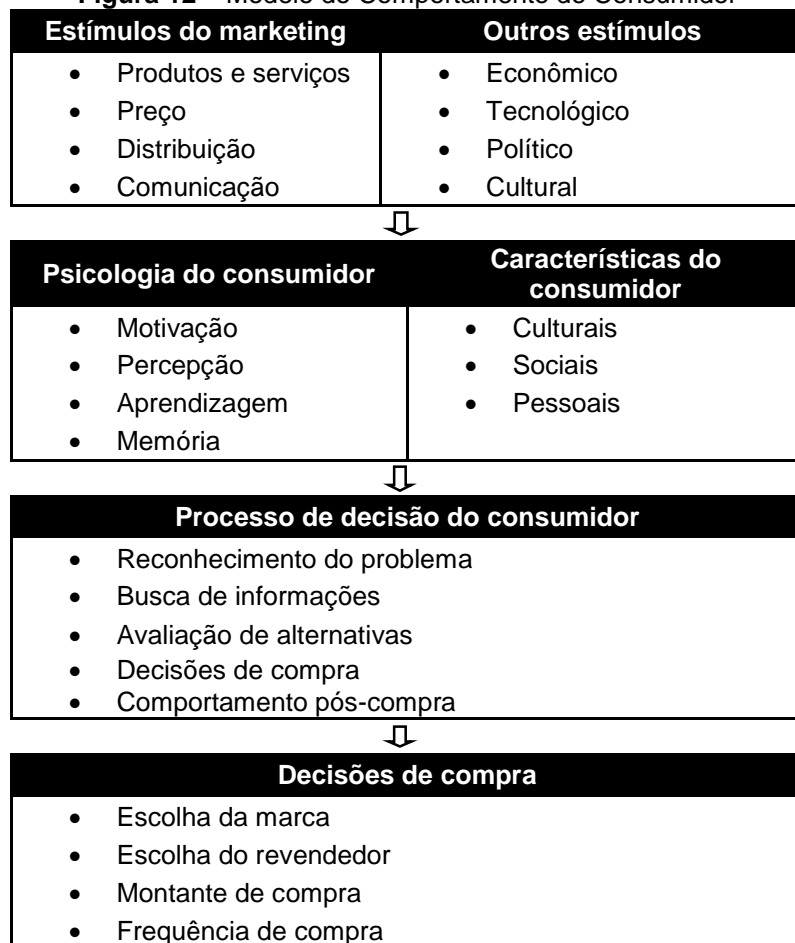 Figura 12 Modelo do Comportamento do Consumidor
Estímulos do marketing
Outros estímulos
• Produtos e serviços
• Preço
• Distribuição
• Comunicação
• Econômico
• Tecnológico
• Político
• Cultural
Psicologia do consumidor
Características do
consumidor
• Motivação
• Percepção
• Aprendizagem
• Memória
• Culturais
• Sociais
• Pessoais
Processo de decisão do consumidor
• Reconhecimento do problema
• Busca de informações
• Avaliação de alternativas
• Decisões de compra
• Comportamento pós-compra
Decisões de compra
• Escolha da marca
• Escolha do revendedor
• Montante de compra
• Frequência de compra